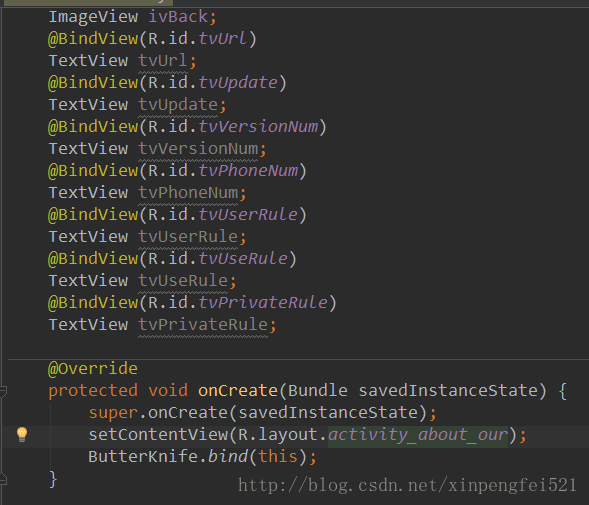 ImageView ivBack;
@BindView(R.id.tvUrl)
TextView tvUrl;
@BindView(R.id.tvUpdate)
TextView tvUpdate;
@BindView(R.id.tvVersionNum)
TextView tvVersionNum;
@BindView(R.id.tvPhoneNum)
TextView tvPhoneNum;
@BindView(R.id.tvUserRule)
TextView tvUserRule;
@BindView(R.id.tvUseRule)
TextView tvUseRule;
@BindView(R.id.tvPrivateRule)
TextView tvPrivateRule;
@Override
protected void onCreate(Bundle savedInstanceState) {
super.onCreate(savedInstanceState);
setContentView(R.layout.activity_about_our);
ButterKnife.bind(this);
}
http://blog.csdn.net/xinpengfei521